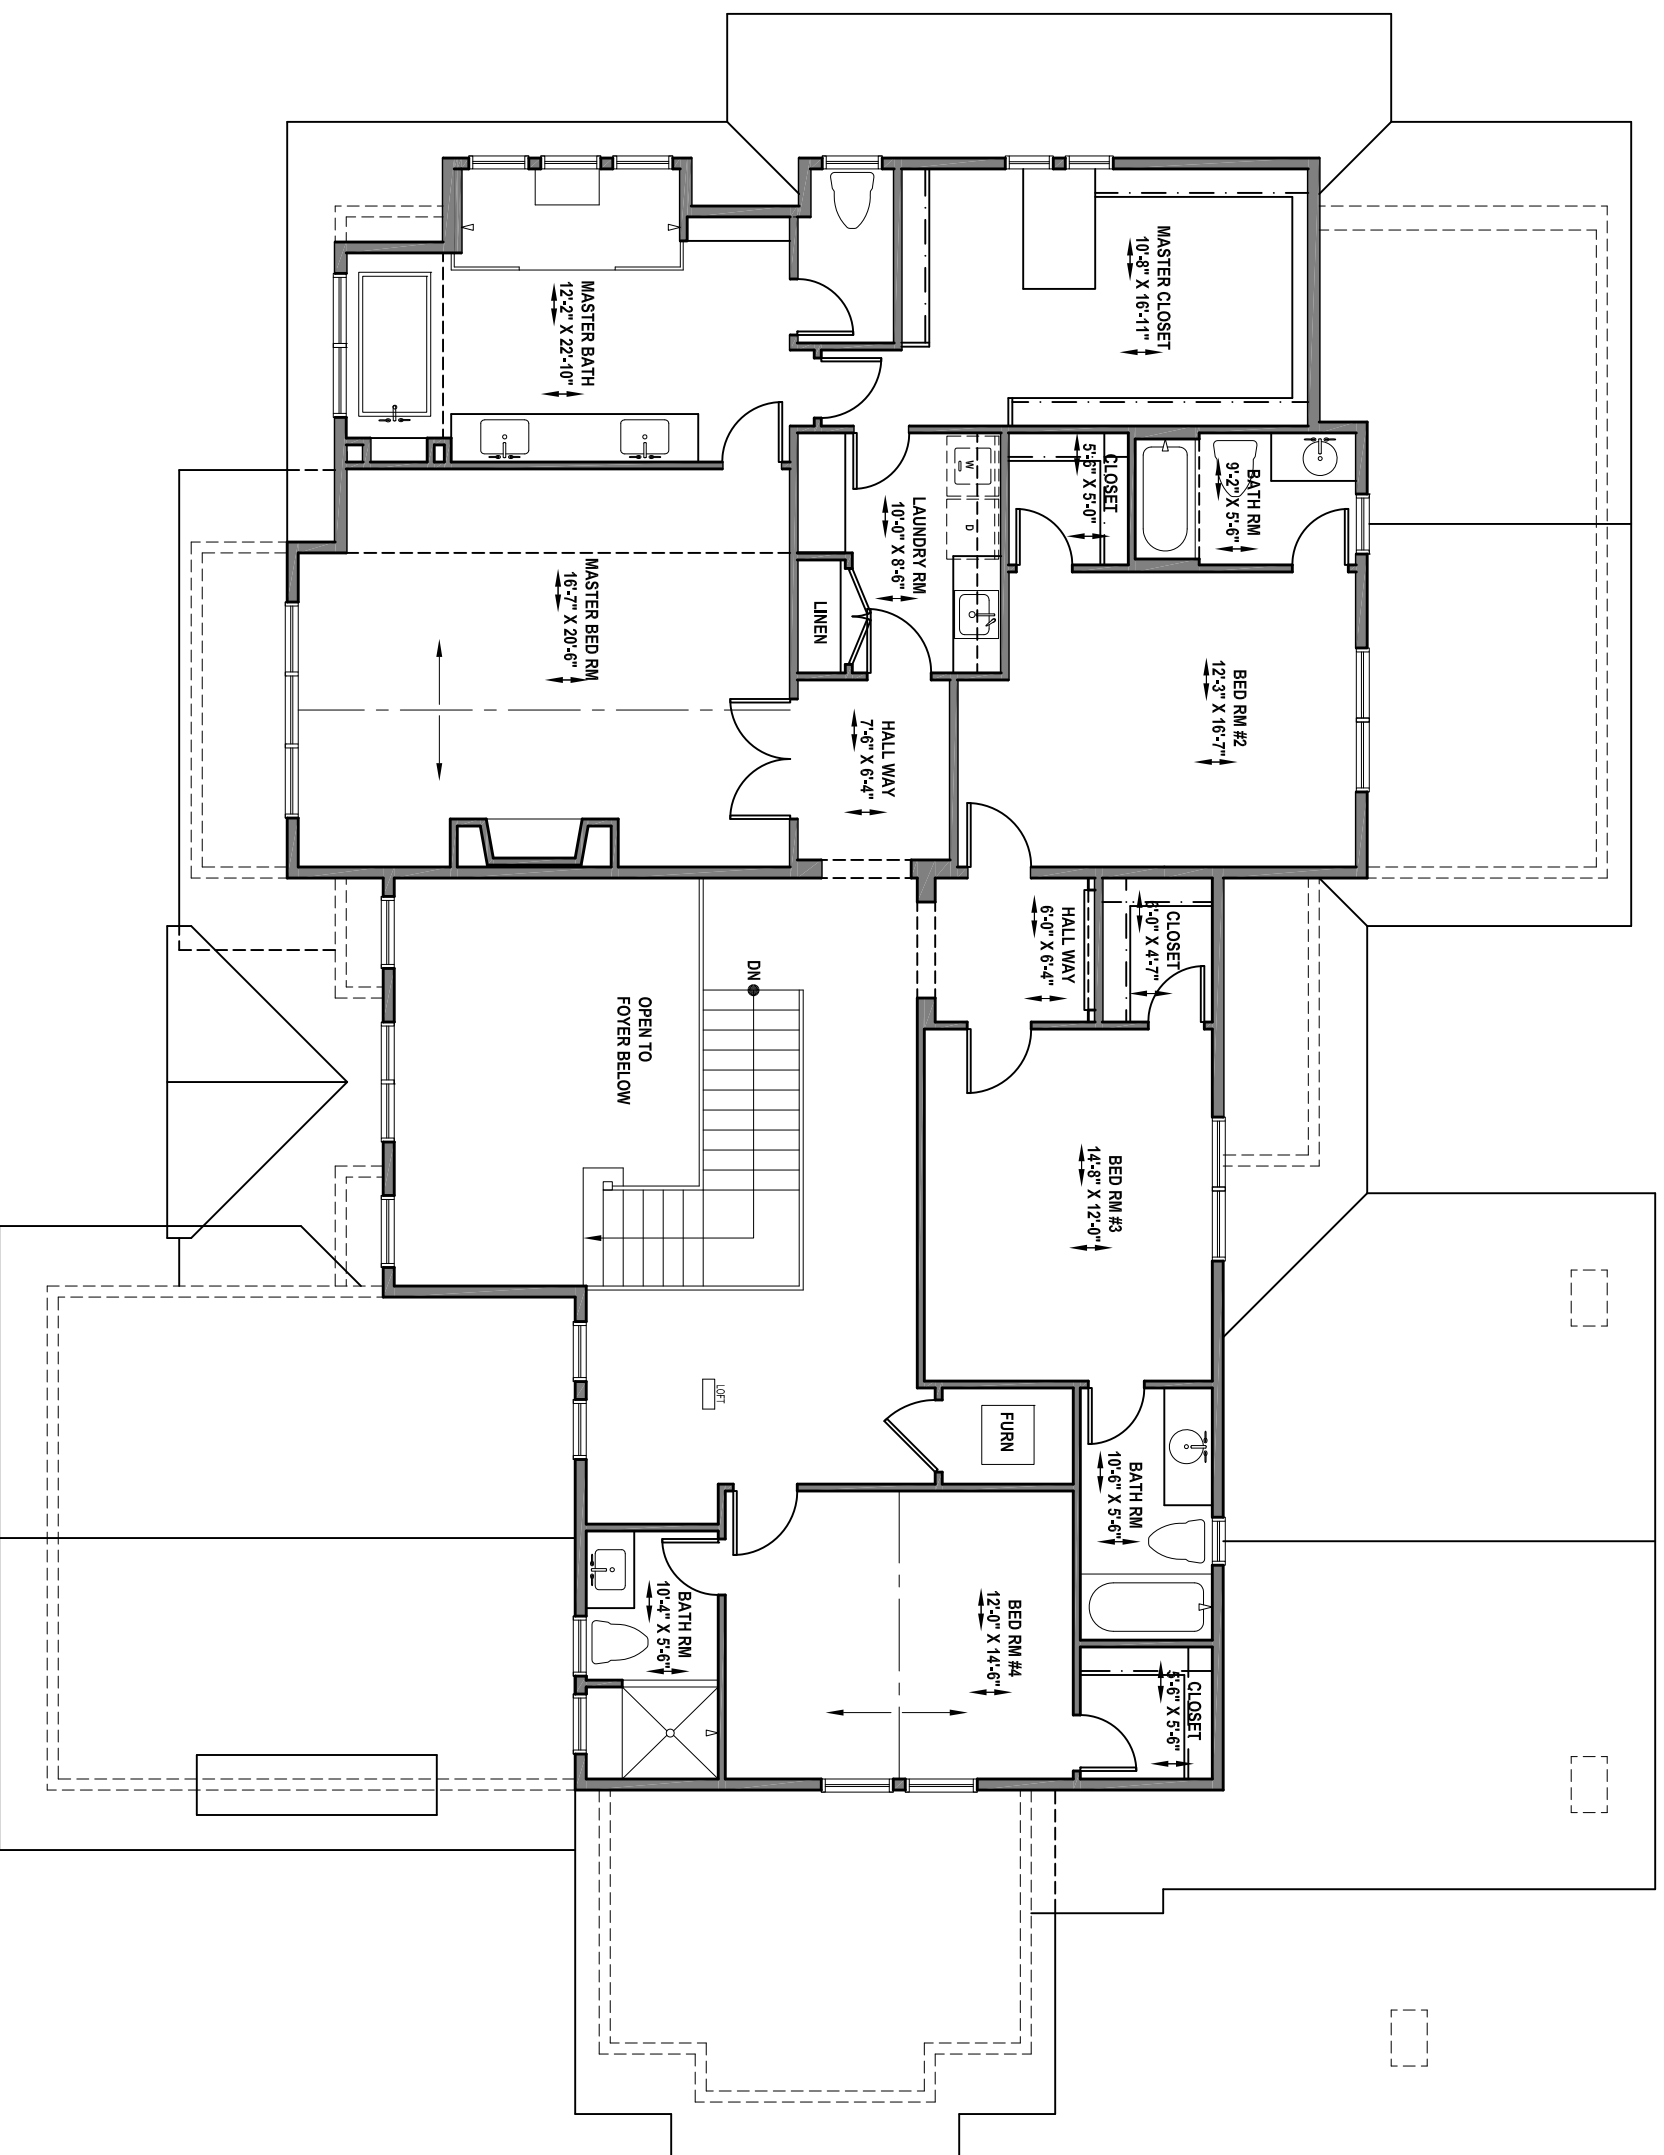 MASTER CLOSET
10'-8" X 16'-11"
MASTER BATH
12'-2" X 22'-10"
BATH RM
9'-2" X 5'-6"
CLOSET
5'-6" X 5'-0"
W
D
LAUNDRY RM
10'-0" X 8'-6"
LINEN
MASTER BED RM
16'-7" X 20'-6"
BED RM #2
12'-3" X 16'-7"
HALL WAY
7'-6" X 6'-4"
CLOSET
6'-0" X 4'-7"
HALL WAY
6'-0" X 6'-4"
DN
OPEN TO
FOYER BELOW
BED RM #3
14'-8" X 12'-0"
LOFT
FURN
BATH RM
10'-6" X 5'-6"
BED RM #4
12'-0" X 14'-6"
BATH RM
10'-4" X 5'-6"
CLOSET
5'-6" X 5'-6"